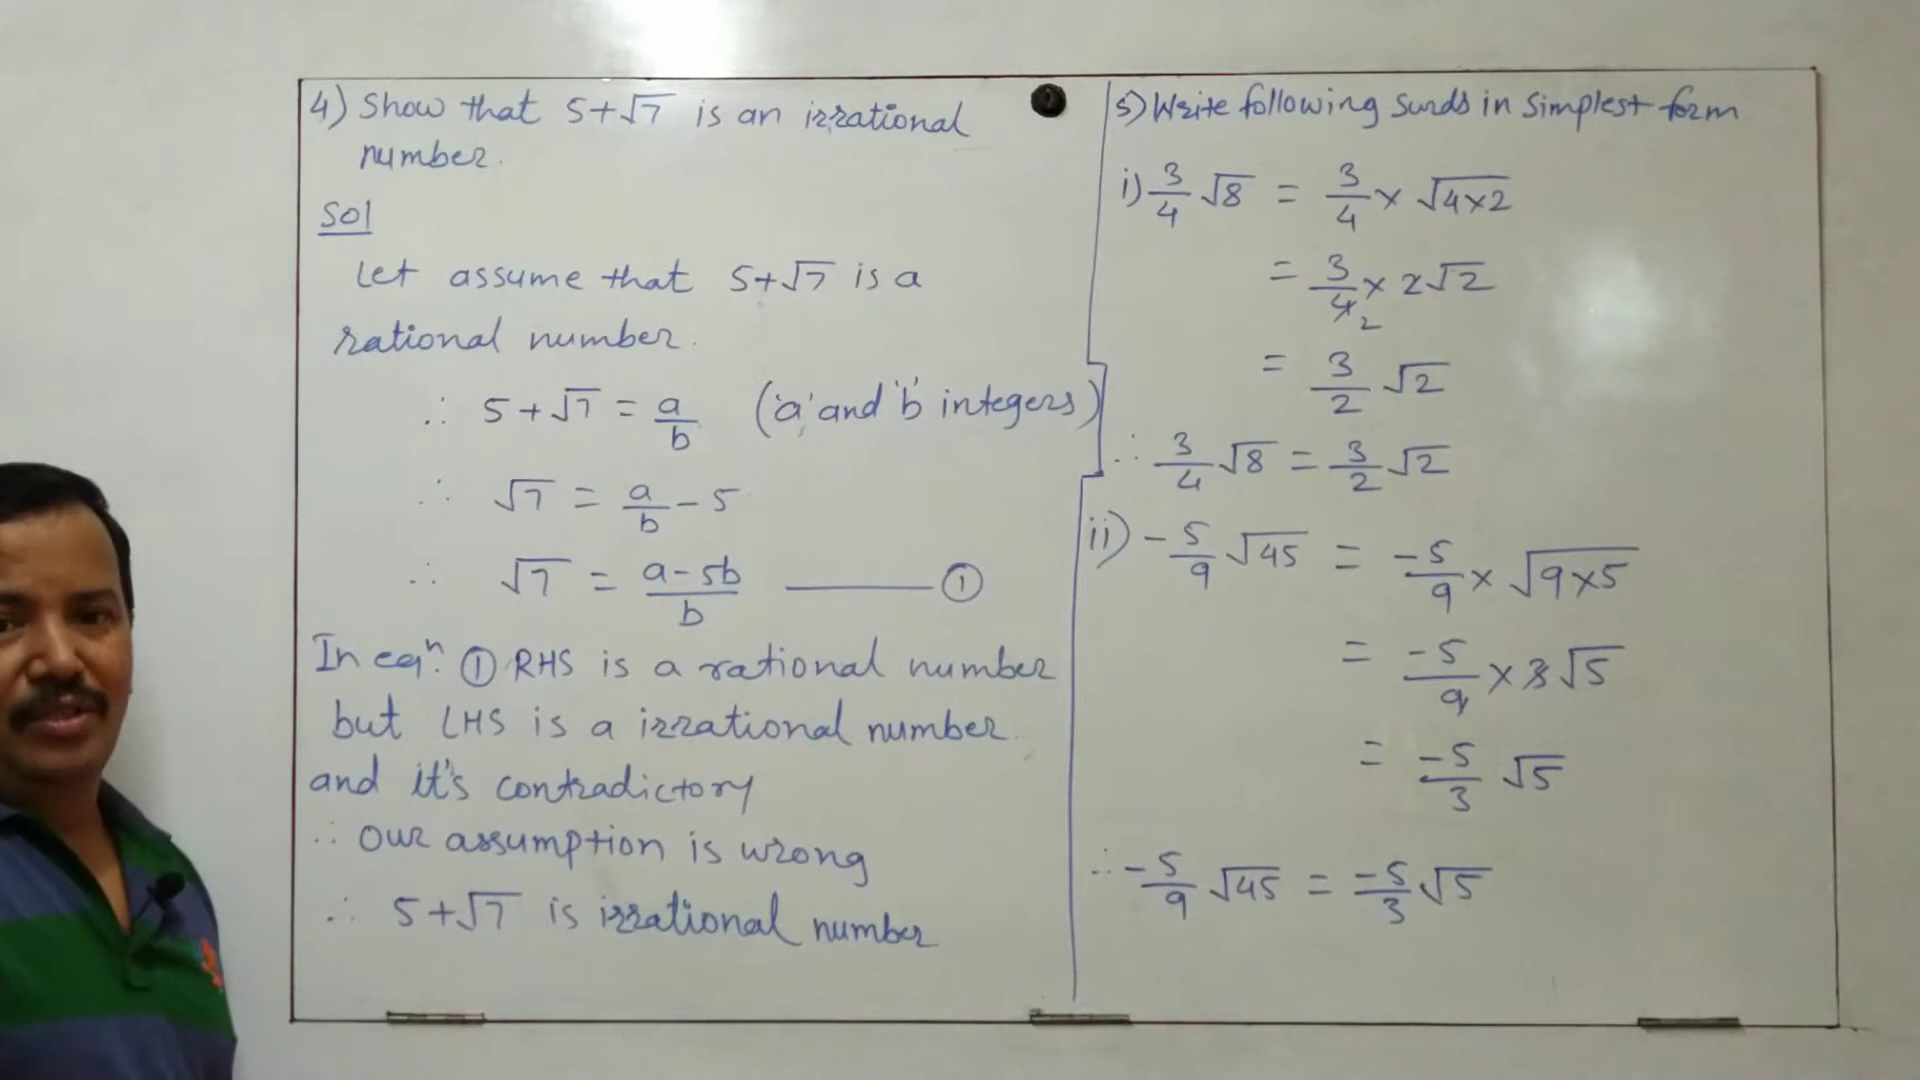 4) Show that 5+√7 is an irrational
number.
Sol
Let assume that 5+√7 is a
rational number.
∴ 5+√7 = a/b ('a' and 'b' integers)
∴ √7 = a/b - 5
∴ √7 = (a-5b)/b ——— ①
In eqⁿ. ① RHS is a rational number
but LHS is a irrational number.
and it's contradictory
∴ Our assumption is wrong
∴ 5+√7 is irrational number
5) Write following Surds in Simplest form
i) 3/4 √8 = 3/4 × √(4×2)
= 3/4 2 × 2√2
= 3/2 √2
∴ 3/4 √8 = 3/2 √2
ii) -5/9 √45 = -5/9 × √(9×5)
= -5/9 × 3√5
= -5/3 √5
∴ -5/9 √45 = -5/3 √5